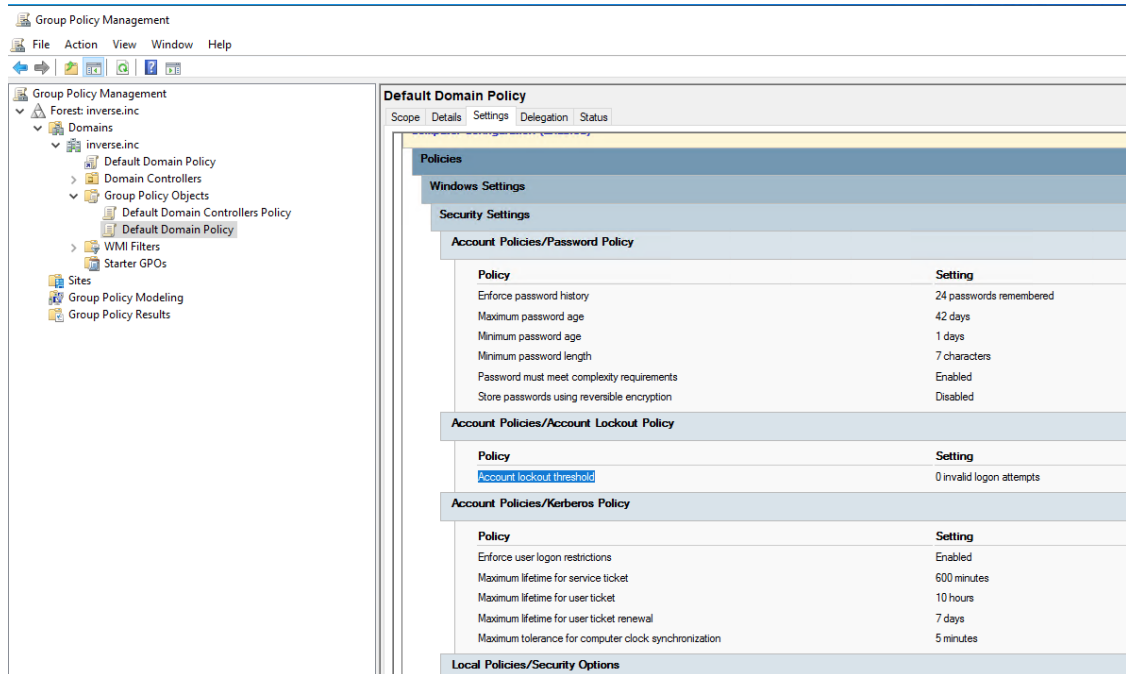 Group Policy Management
File Action View Window Help
Group Policy Management
Forest: inverse.inc
Domains
inverse.inc
Default Domain Policy
Domain Controllers
Group Policy Objects
Default Domain Controllers Policy
Default Domain Policy
WMI Filters
Starter GPOs
Sites
Group Policy Modeling
Group Policy Results
Default Domain Policy
Scope Details Settings Delegation Status
Policies
Windows Settings
Security Settings
Account Policies/Password Policy
Policy Setting
Enforce password history 24 passwords remembered
Maximum password age 42 days
Minimum password age 1 days
Minimum password length 7 characters
Password must meet complexity requirements Enabled
Store passwords using reversible encryption Disabled
Account Policies/Account Lockout Policy
Policy Setting
Account lockout threshold 0 invalid logon attempts
Account Policies/Kerberos Policy
Policy Setting
Enforce user logon restrictions Enabled
Maximum lifetime for service ticket 600 minutes
Maximum lifetime for user ticket 10 hours
Maximum lifetime for user ticket renewal 7 days
Maximum tolerance for computer clock synchronization 5 minutes
Local Policies/Security Options